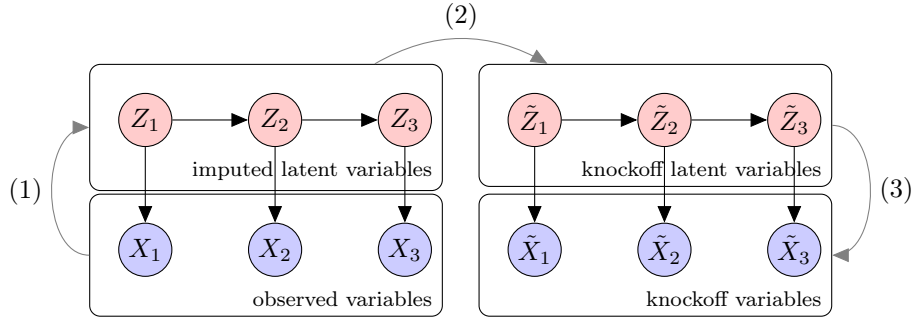 (2)
Z₁ Z₂ Z₃
imputed latent variables
Z̃₁ Z̃₂ Z̃₃
knockoff latent variables
(1)
(3)
X₁ X₂ X₃
observed variables
X̃₁ X̃₂ X̃₃
knockoff variables